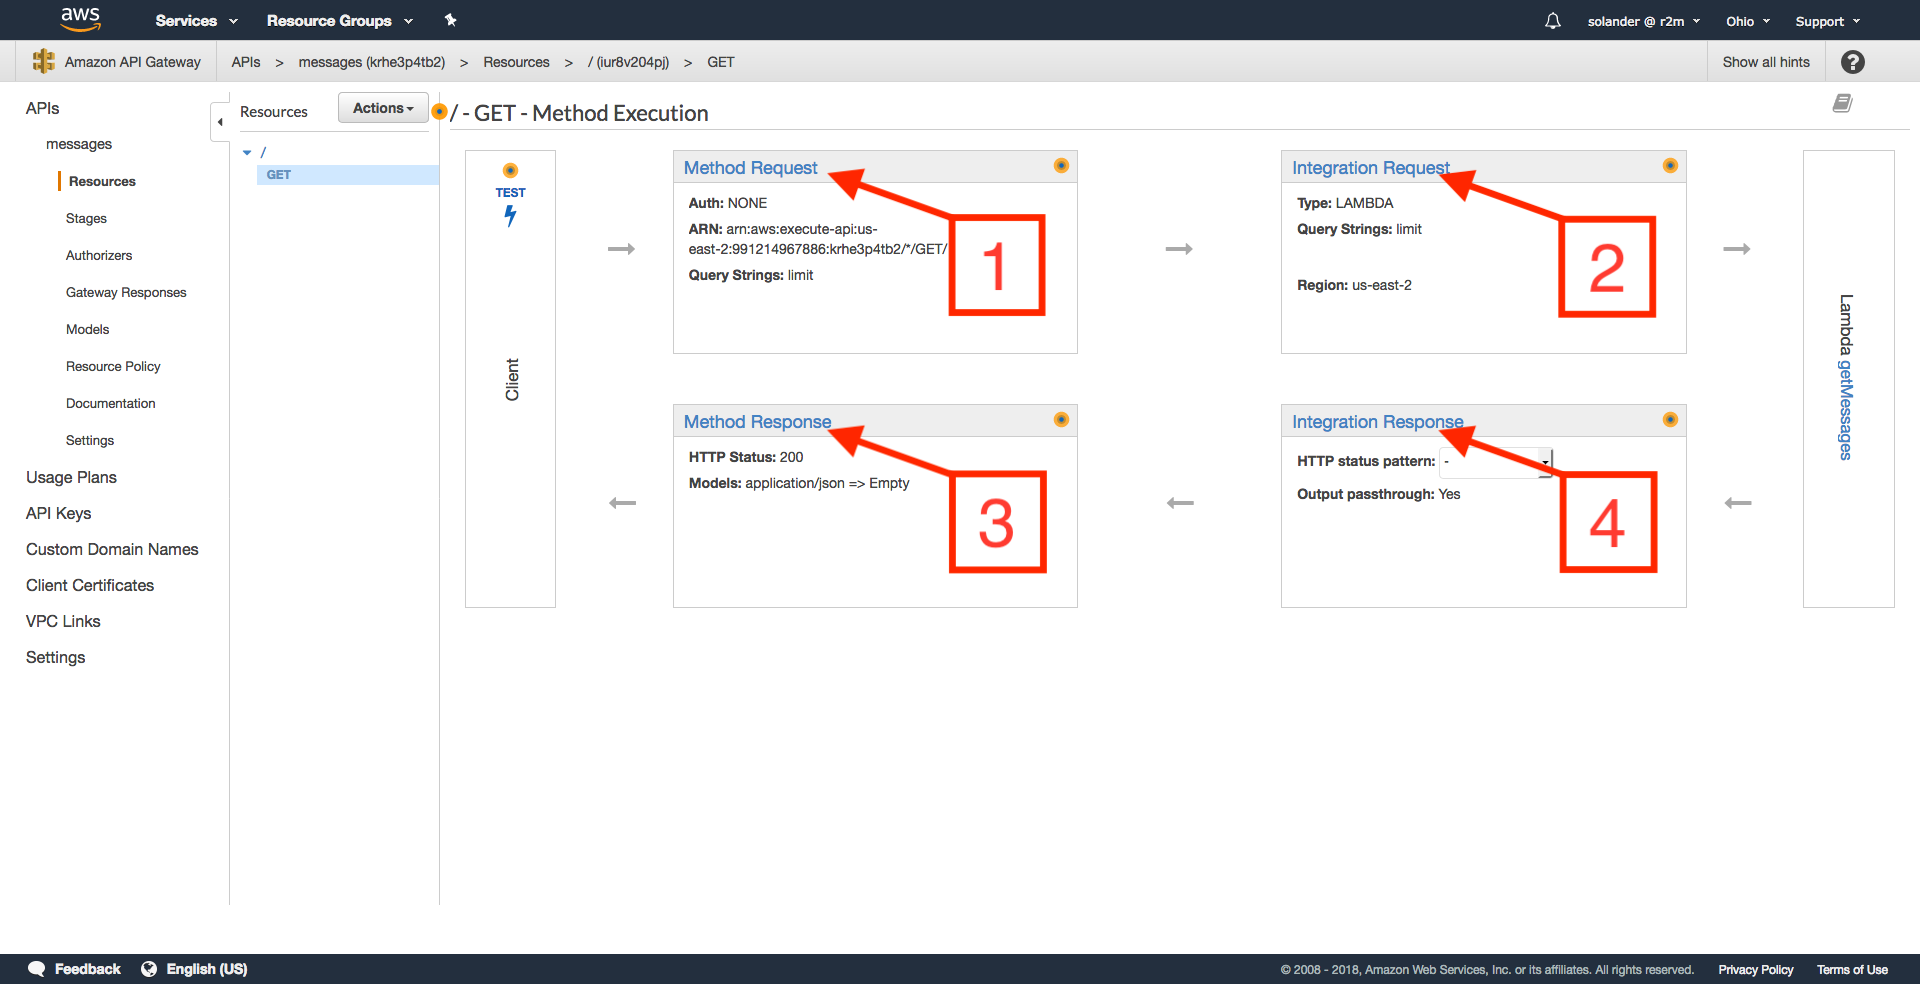 aws Services Resource Groups solander @ r2m Ohio Support
Amazon API Gateway APIs > messages (krhe3p4tb2) > Resources > / (iur8v204pj) > GET Show all hints ?
APIs
messages
Resources
Stages
Authorizers
Gateway Responses
Models
Resource Policy
Documentation
Settings
Usage Plans
API Keys
Custom Domain Names
Client Certificates
VPC Links
Settings
Resources Actions
/
GET
/ - GET - Method Execution
TEST
Client
Method Request
Auth: NONE
ARN: arn:aws:execute-api:us-
east-2:991214967886:krhe3p4tb2/*/GET/
Query Strings: limit
1
Integration Request
Type: LAMBDA
Query Strings: limit
Region: us-east-2
2
Lambda getMessages
Method Response
HTTP Status: 200
Models: application/json => Empty
3
Integration Response
HTTP status pattern: -
Output passthrough: Yes
4
Feedback English (US) © 2008 - 2018, Amazon Web Services, Inc. or its affiliates. All rights reserved. Privacy Policy Terms of Use